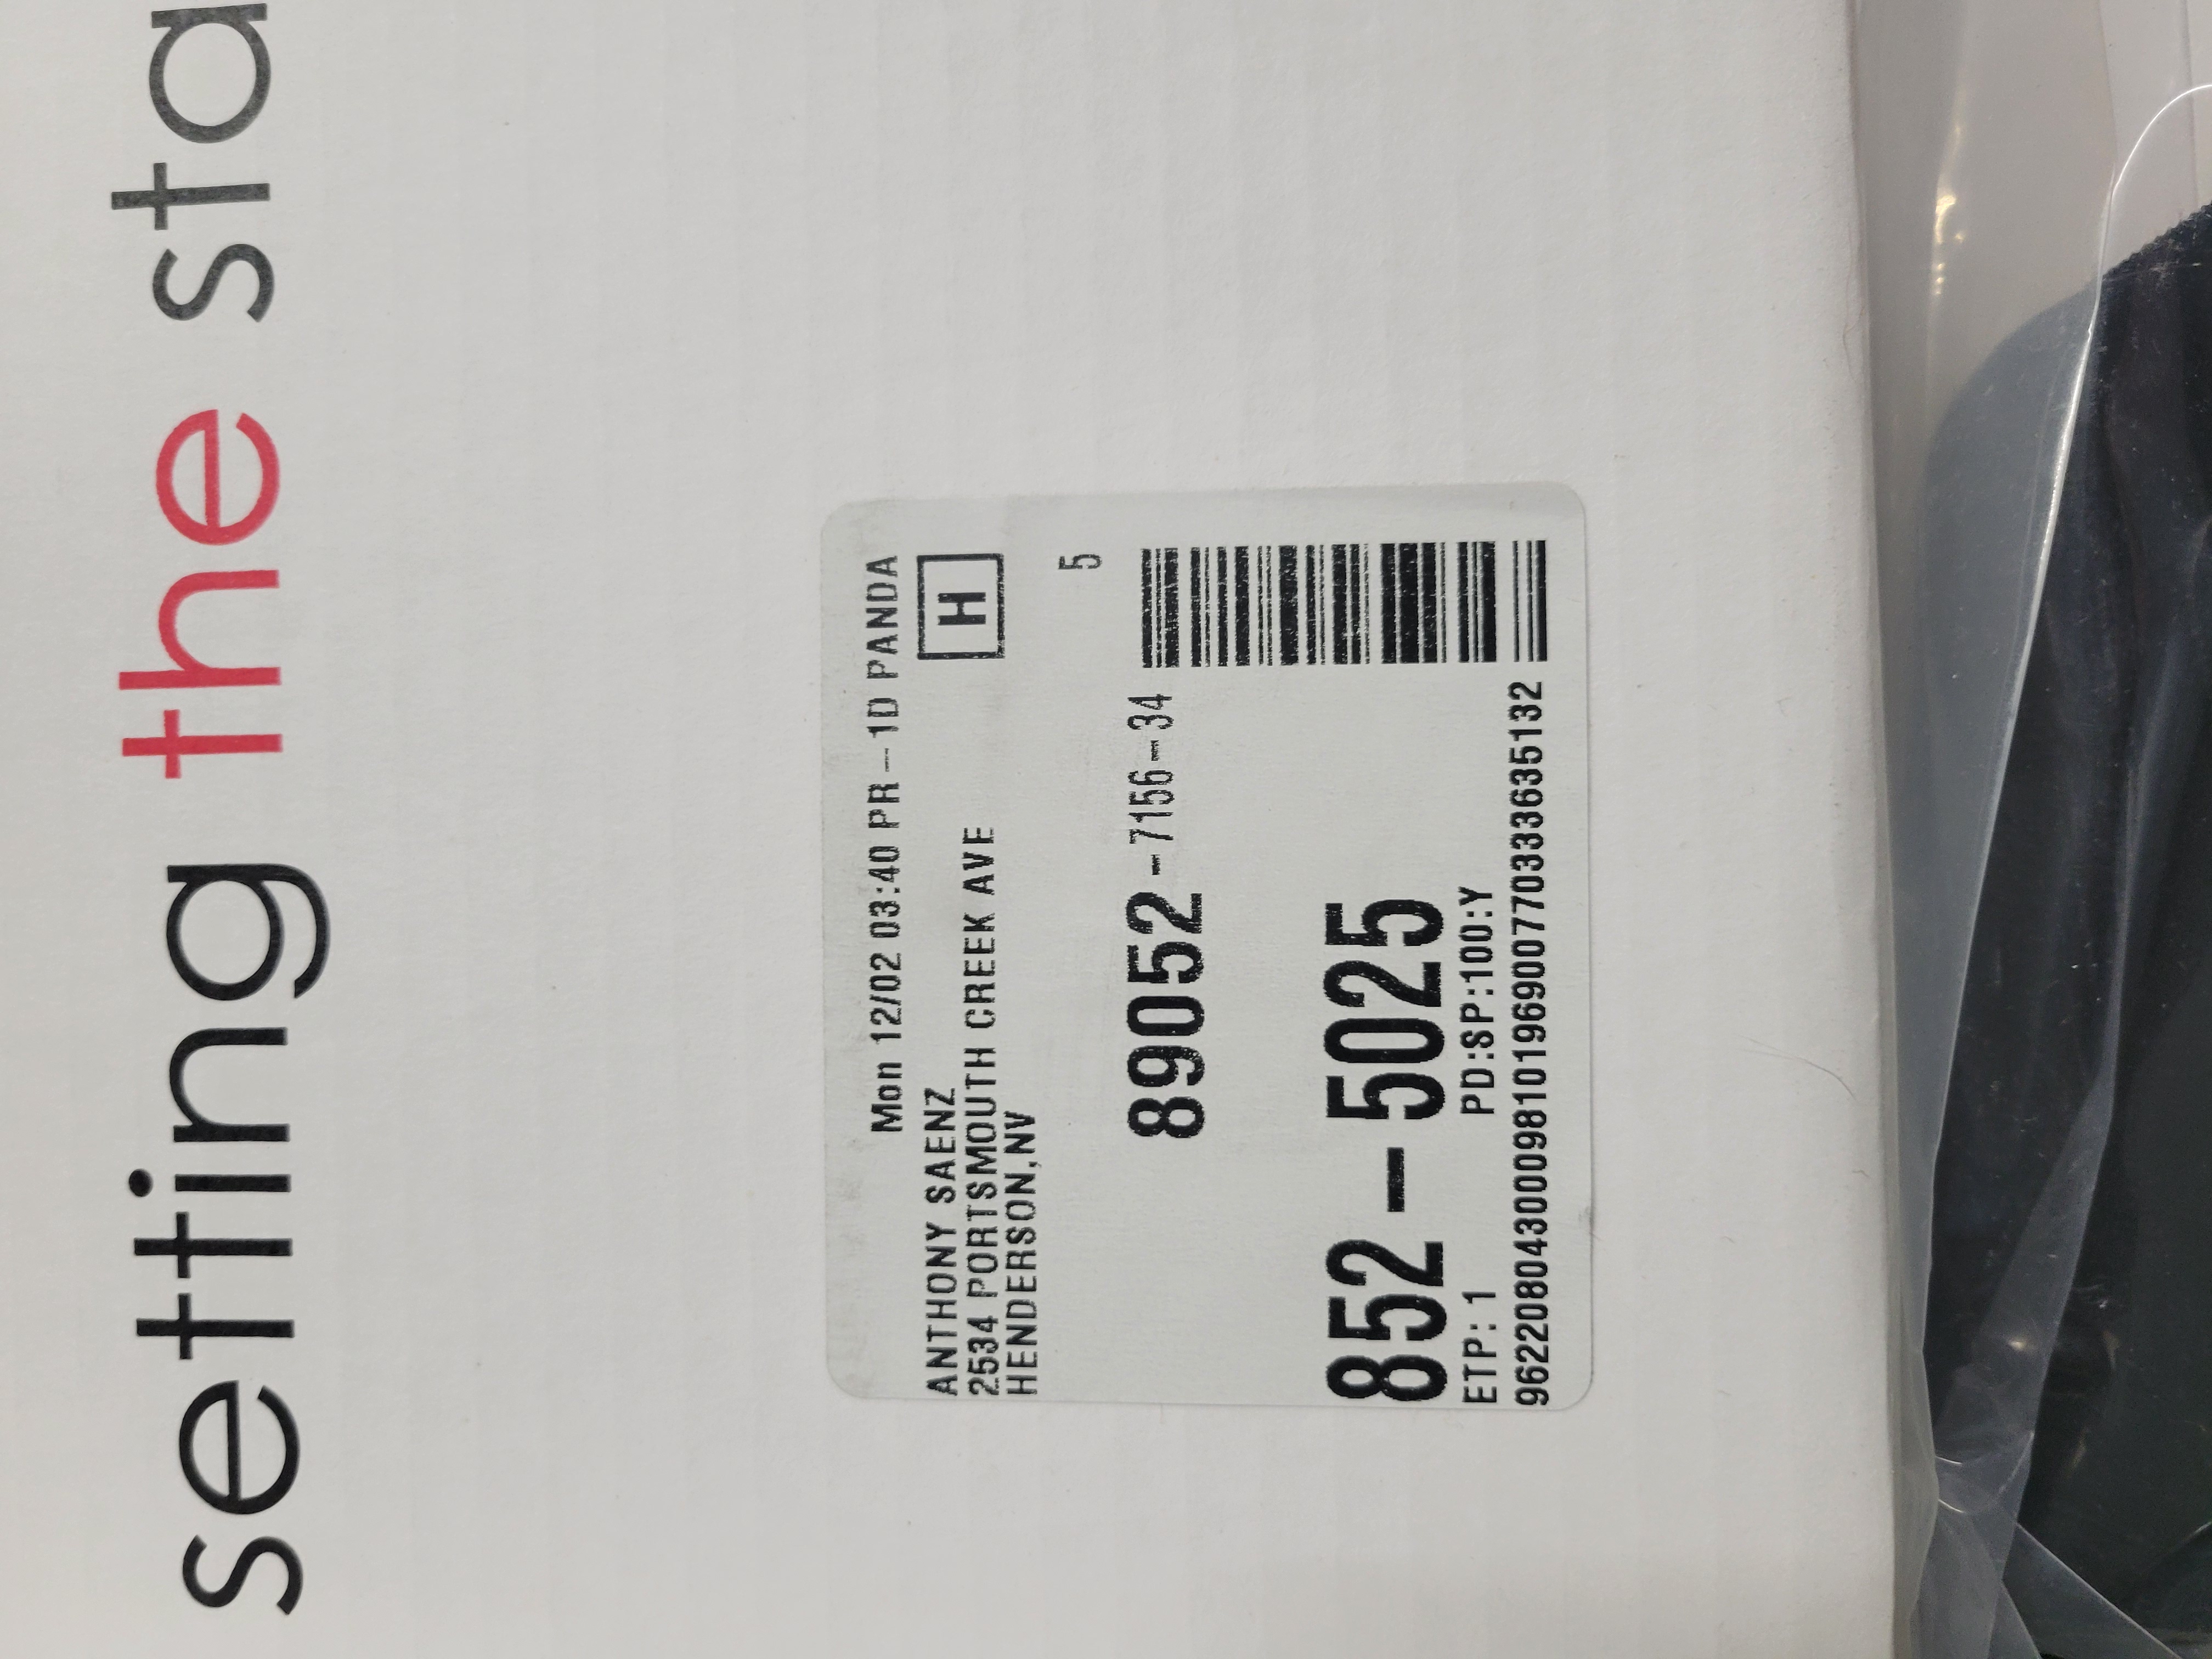 setting the sta
Mon 12/02 03:40 PR-1D PANDA
ANTHONY SAENZ
2534 PORTSMOUTH CREEK AVE
HENDERSON,NV
H
5
89052-7156-34
852-5025
ETP: 1 PD:SP:100:Y
9622080430009810196900770333635132